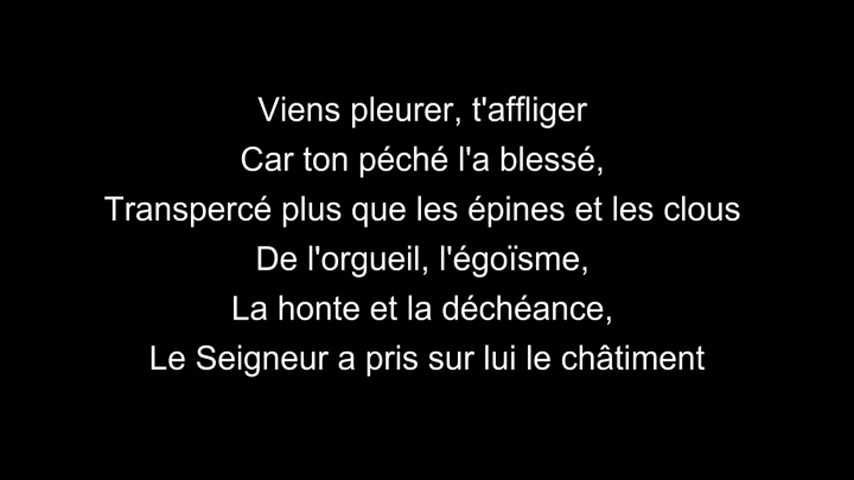 Viens pleurer, t'affliger
Car ton péché l'a blessé,
Transpercé plus que les épines et les clous
De l'orgueil, l'égoïsme,
La honte et la déchéance,
Le Seigneur a pris sur lui le châtiment